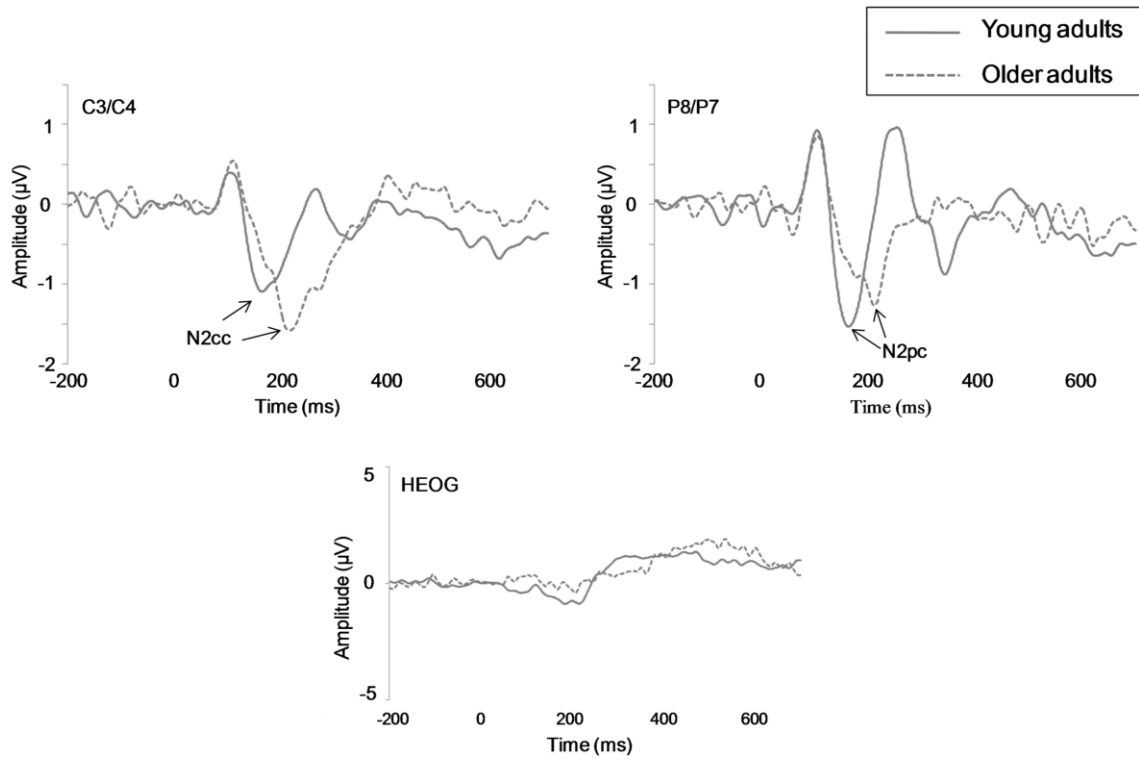 Young adults
Older adults
C3/C4
Amplitude (µV)
1
0
-1
-2
N2cc
-200
0
200
400
600
Time (ms)
P8/P7
Amplitude (µV)
1
0
-1
-2
N2pc
-200
0
200
400
600
Time (ms)
HEOG
Amplitude (µV)
5
0
-5
-200
0
200
400
600
Time (ms)